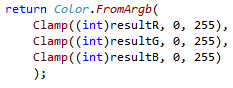 return Color.FromArgb(
    Clamp((int)resultR, 0, 255),
    Clamp((int)resultG, 0, 255),
    Clamp((int)resultB, 0, 255)
    );